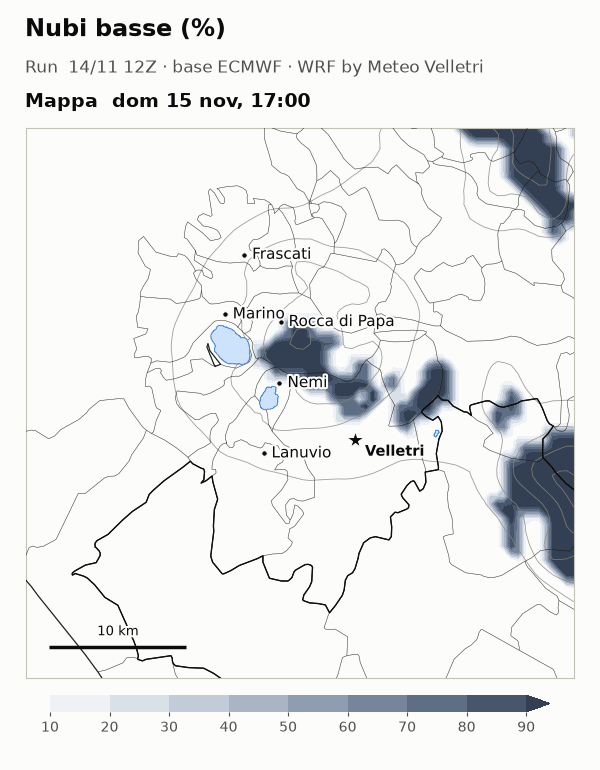 Nubi basse (%)
Run  14/11 12Z · base ECMWF · WRF by Meteo Velletri
Mappa  dom 15 nov, 17:00
Frascati
Marino
Rocca di Papa
Nemi
Velletri
Lanuvio
10 km
10 20 30 40 50 60 70 80 90